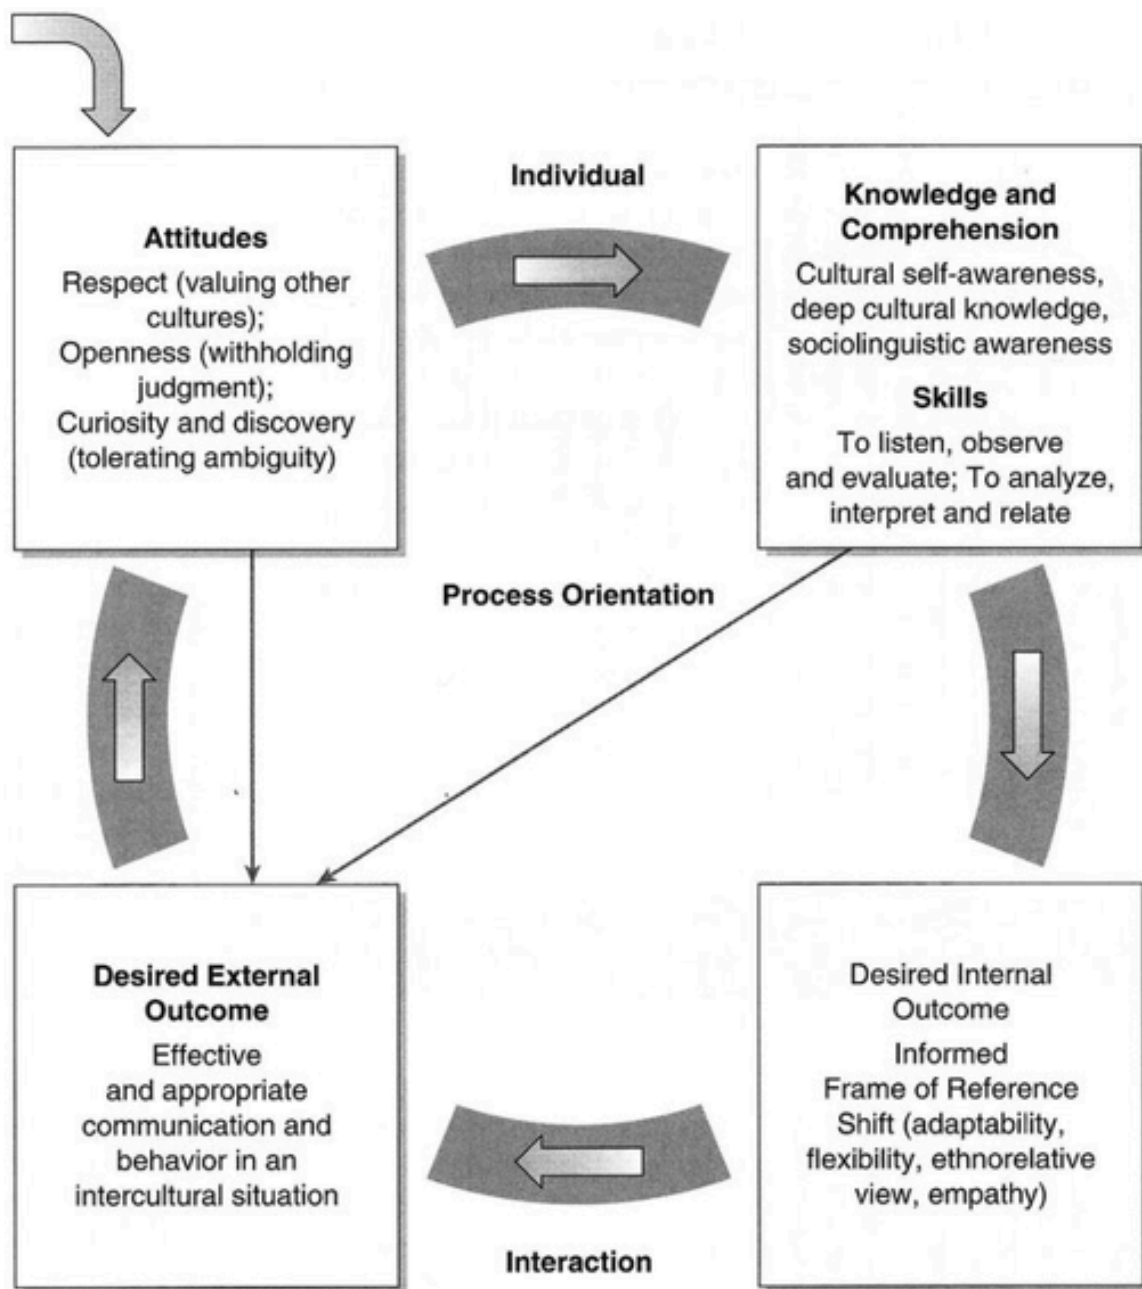 Individual
Attitudes
Respect (valuing other
cultures);
Openness (withholding
judgment);
Curiosity and discovery
(tolerating ambiguity)
Knowledge and
Comprehension
Cultural self-awareness,
deep cultural knowledge,
sociolinguistic awareness
Skills
To listen, observe
and evaluate; To analyze,
interpret and relate
Process Orientation
Desired External
Outcome
Effective
and appropriate
communication and
behavior in an
intercultural situation
Desired Internal
Outcome
Informed
Frame of Reference
Shift (adaptability,
flexibility, ethnorelative
view, empathy)
Interaction